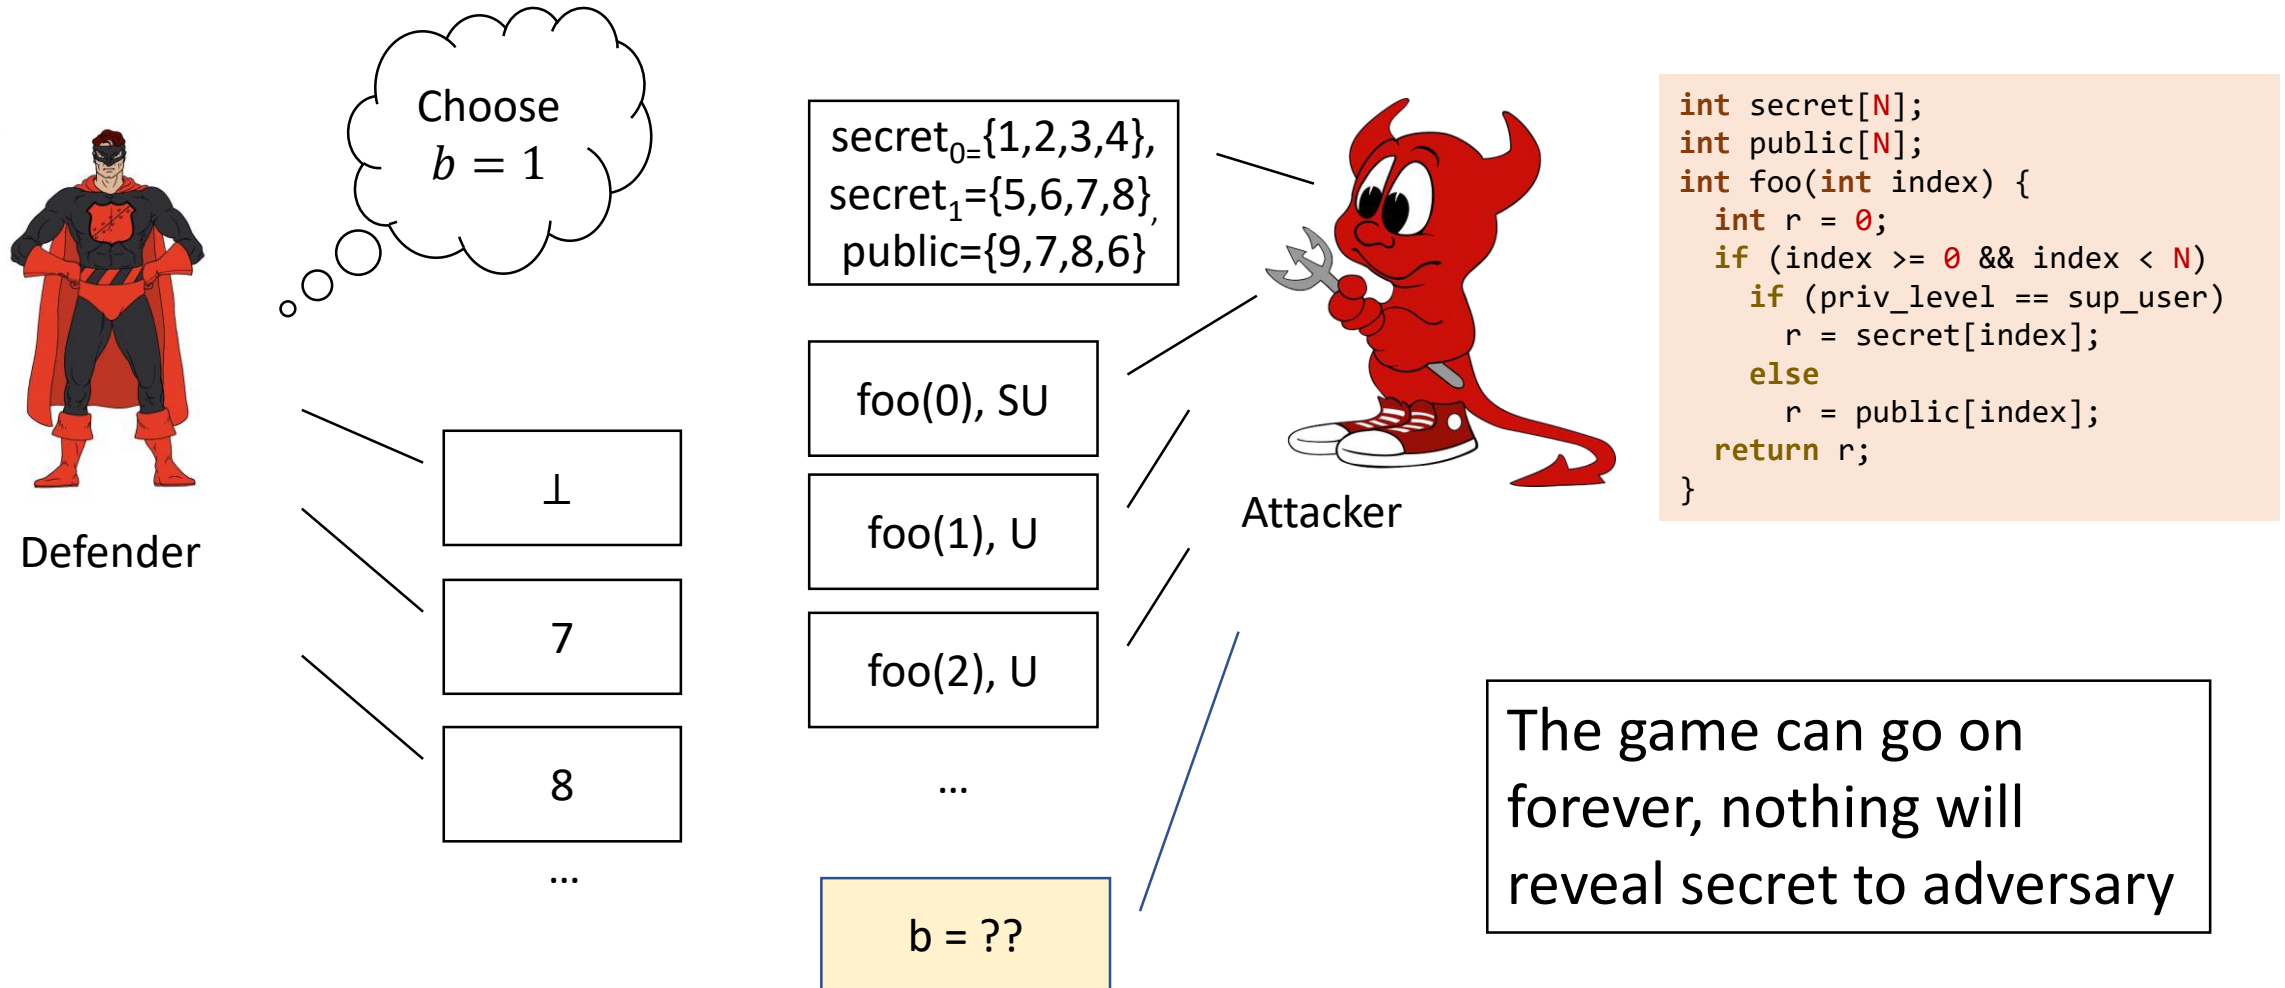 Choose
b = 1
Defender
⊥
7
8
...
secret0={1,2,3,4},
secret1={5,6,7,8},
public={9,7,8,6}
foo(0), SU
foo(1), U
foo(2), U
...
b = ??
Attacker
int secret[N];
int public[N];
int foo(int index) {
  int r = 0;
  if (index >= 0 && index < N)
    if (priv_level == sup_user)
      r = secret[index];
    else
      r = public[index];
  return r;
}
The game can go on
forever, nothing will
reveal secret to adversary